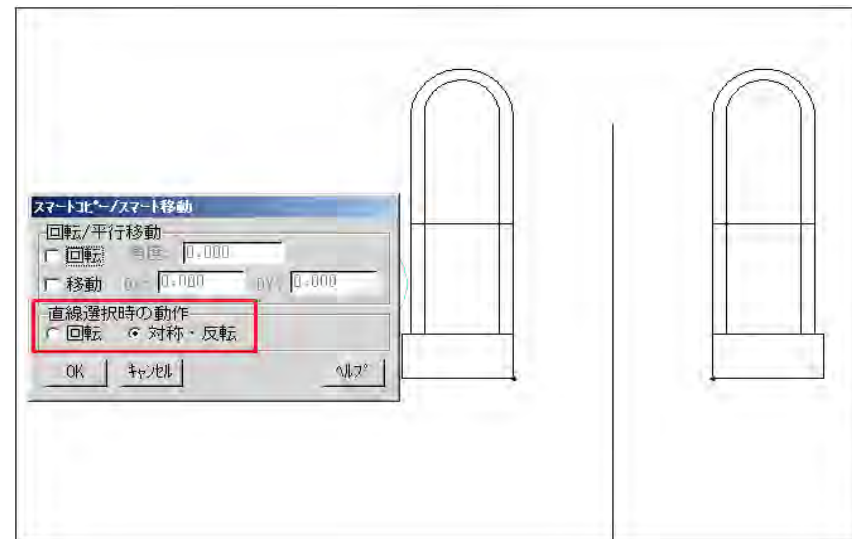 スマートコピー/スマート移動
回転/平行移動
回転 角度: 0.000
移動 0.000 DY: 0.000
直線選択時の動作
回転 対称・反転
OK キャンセル ヘルプ